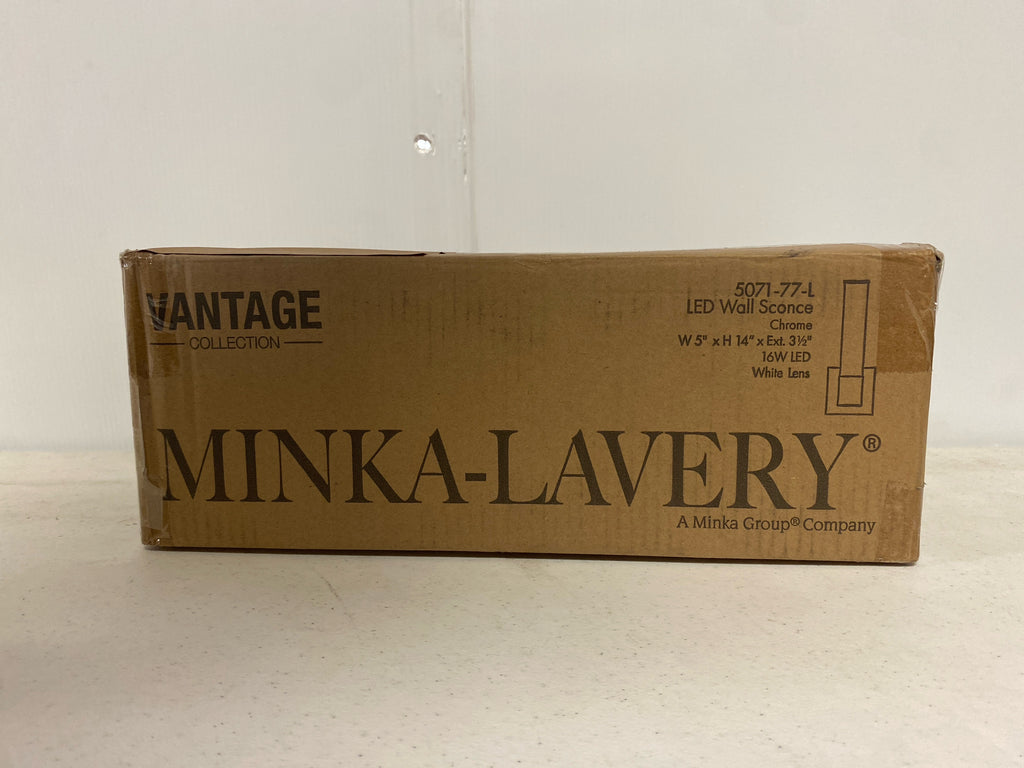 VANTAGE
COLLECTION
5071-77-L
LED Wall Sconce
Chrome
W 5" x H 14" x Ext. 3½"
16W LED
White Lens
MINKA-LAVERY®
A Minka Group® Company